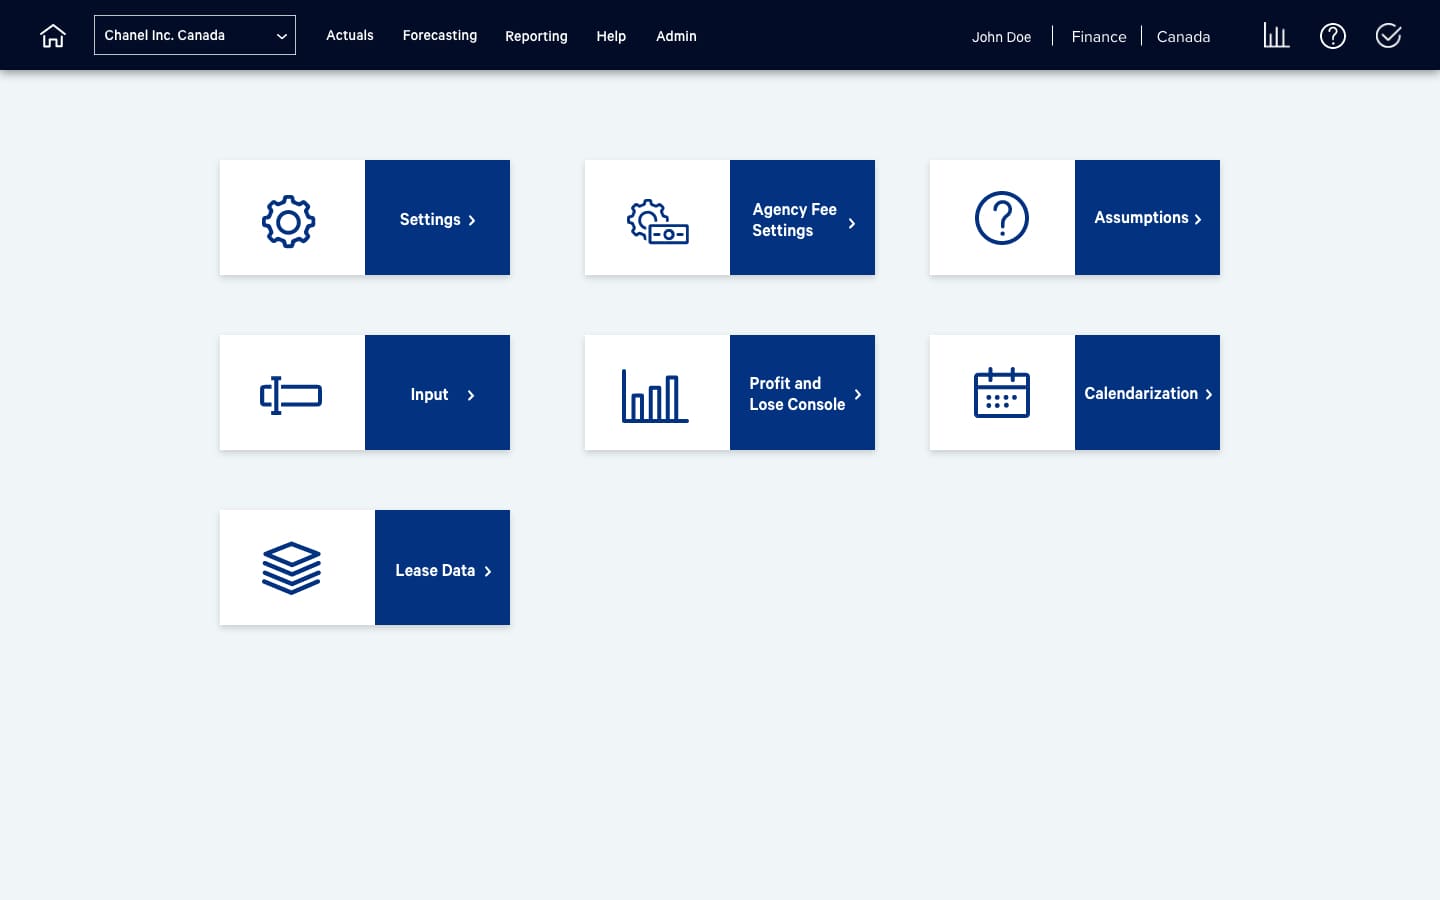 Chanel Inc. Canada
Actuals
Forecasting
Reporting
Help
Admin
John Doe
Finance
Canada
Settings
Agency Fee
Settings
Assumptions
Input
Profit and
Lose Console
Calendarization
Lease Data